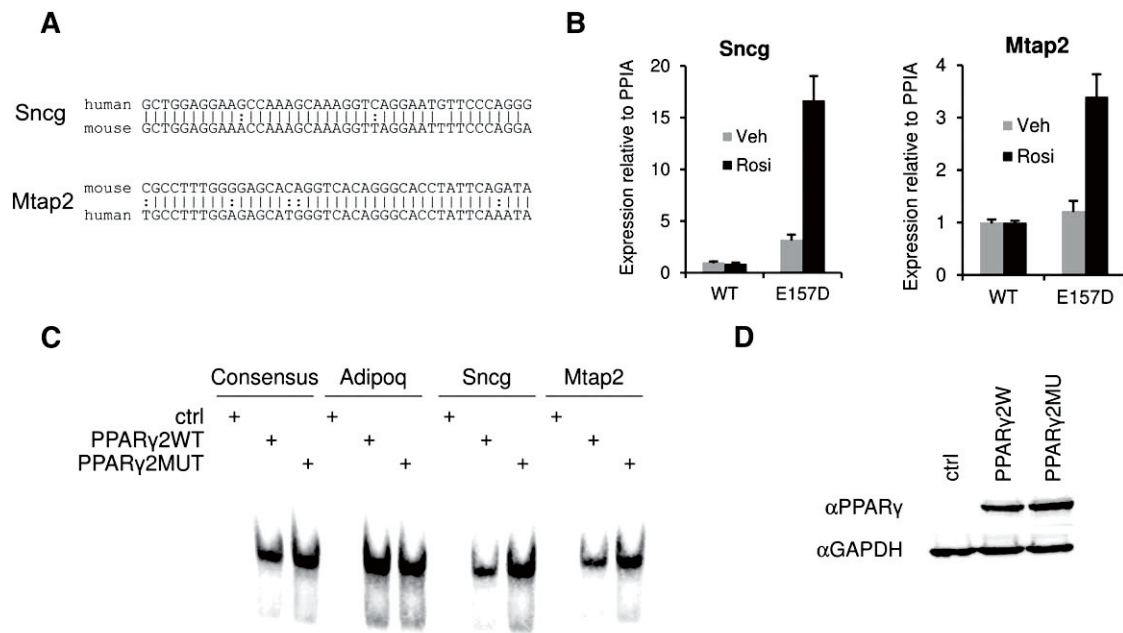 A
Sncg
human GCTGGAGGAAGCCAAAGCAAAGGTCAGGAATGTTCCCAGGG
mouse GCTGGAGGAAACCAAAGCAAAGGTTAGGAATTTTCCCAGGA
Mtap2
mouse CGCCTTTGGGGAGCACAGGTCACAGGGCACCTATTCAGATA
human TGCCTTTGGAGAGCATGGGTCACAGGGCACCTATTCAAATA
B
Sncg
Expression relative to PPIA
20
15
10
5
0
Veh
Rosi
WT E157D
Mtap2
Expression relative to PPIA
4
3
2
1
0
Veh
Rosi
WT E157D
C
Consensus Adipoq Sncg Mtap2
ctrl + + + +
PPARγ2WT + + + +
PPARγ2MUT + + + +
D
ctrl PPARγ2W PPARγ2MU
αPPARγ
αGAPDH